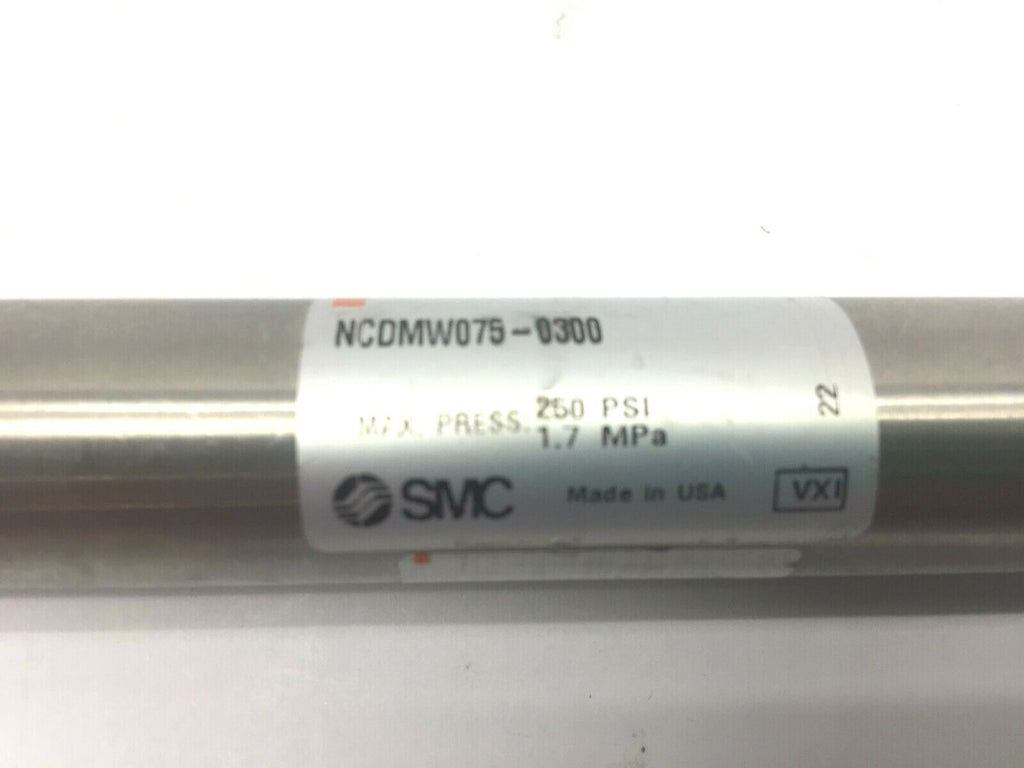 NCDMW075-0300
MAX. PRESS. 250 PSI
1.7 MPa
22
SMC Made in USA VXI